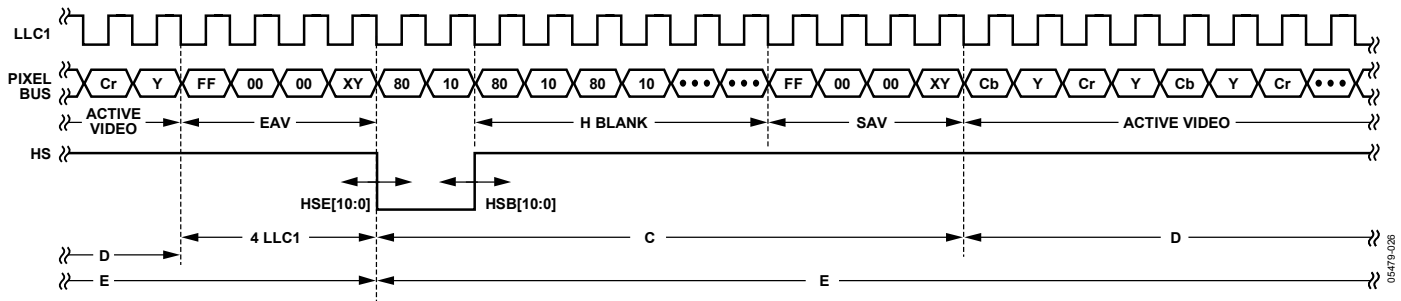 LLC1
PIXEL BUS Cr Y FF 00 00 XY 80 10 80 10 80 10 ••• ••• FF 00 00 XY Cb Y Cr Y Cb Y Cr •••
ACTIVE VIDEO EAV H BLANK SAV ACTIVE VIDEO
HS
HSE[10:0] HSB[10:0]
4 LLC1 C D
D
E E
05479-026